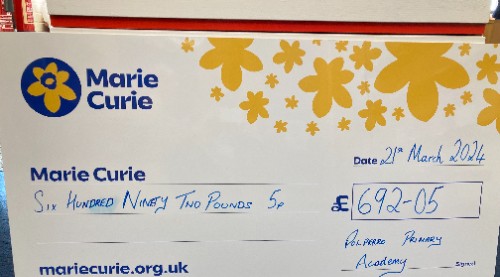 Marie
Curie
Date 21st March 2024
Marie Curie
Six Hundred Ninety Two Pounds 5p
£ 692-05
Polperro Primary
Academy Signed
mariecurie.org.uk